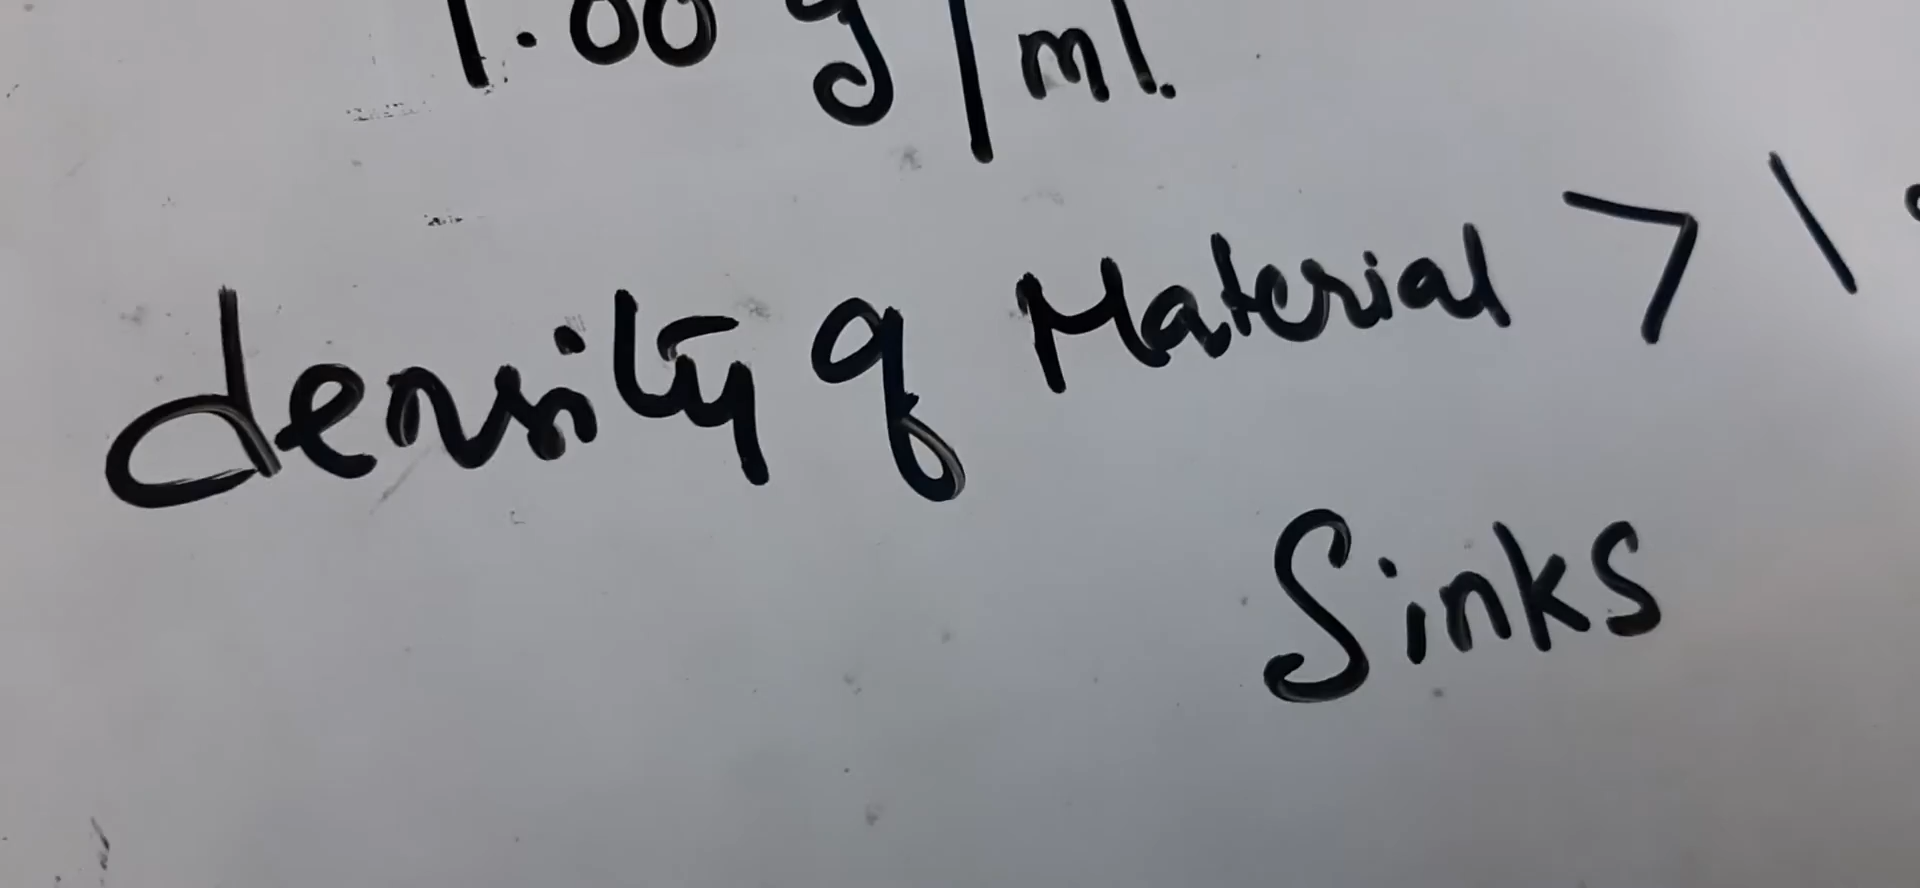 1.00 g/ml.
density of Material > 1
Sinks